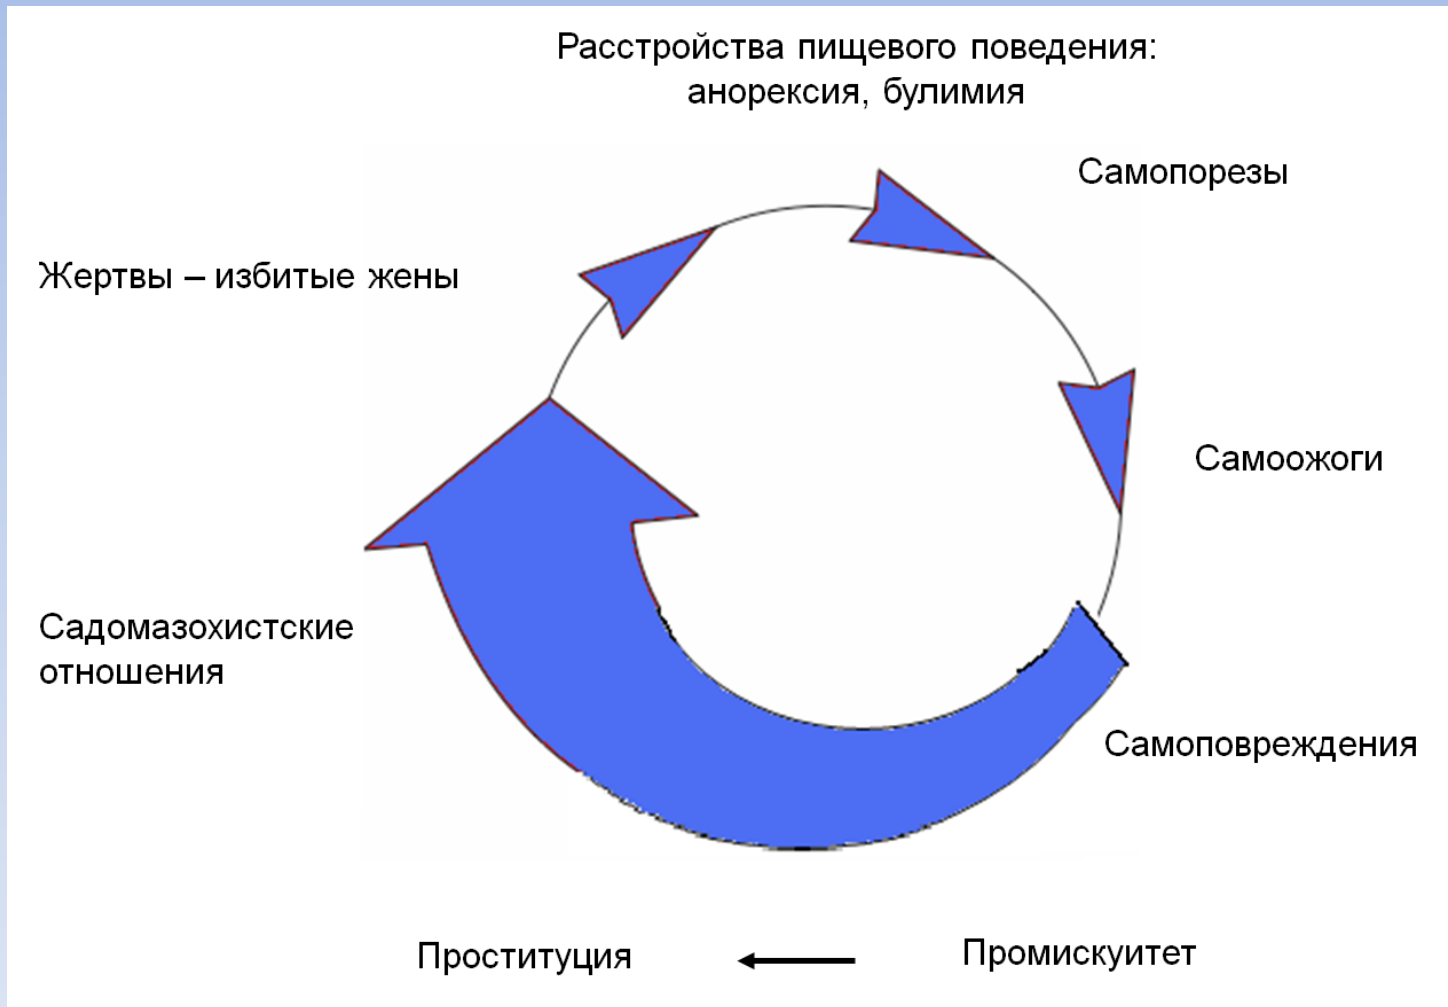 Расстройства пищевого поведения:
анорексия, булимия
Самопорезы
Жертвы – избитые жены
Самоожоги
Садомазохистские
отношения
Самоповреждения
Проституция
Промискуитет